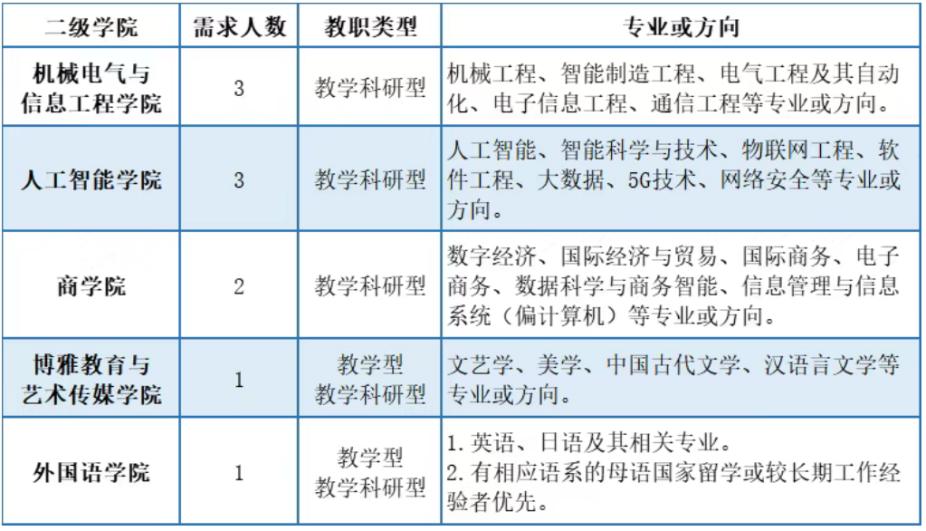 二级学院 需求人数 教职类型 专业或方向
机械电气与
信息工程学院
3
教学科研型
机械工程、智能制造工程、电气工程及其自动
化、电子信息工程、通信工程等专业或方向。
人工智能学院
3
教学科研型
人工智能、智能科学与技术、物联网工程、软
件工程、大数据、5G技术、网络安全等专业或
方向。
商学院
2
教学科研型
数字经济、国际经济与贸易、国际商务、电子
商务、数据科学与商务智能、信息管理与信息
系统（偏计算机）等专业或方向。
博雅教育与
艺术传媒学院
1
教学型
教学科研型
文艺学、美学、中国古代文学、汉语言文学等
专业或方向。
外国语学院
1
教学型
教学科研型
1.英语、日语及其相关专业。
2.有相应语系的母语国家留学或较长期工作经
验者优先。